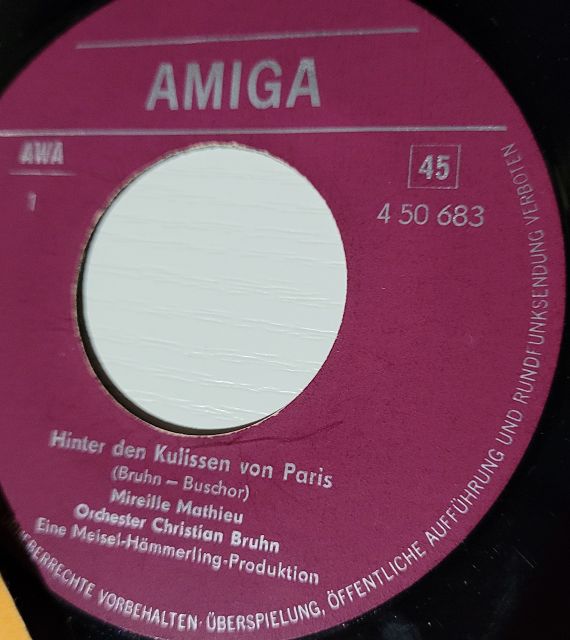 AMIGA
AWA
1
45
4 50 683
Hinter den Kulissen von Paris
(Bruhn – Buschor)
Mireille Mathieu
Orchester Christian Bruhn
Eine Meisel-Hämmerling-Produktion
VORBEHALTEN · ÜBERSPIELUNG, ÖFFENTLICHE AUFFÜHRUNG UND RUNDFUNKSENDUNG VERBOTEN